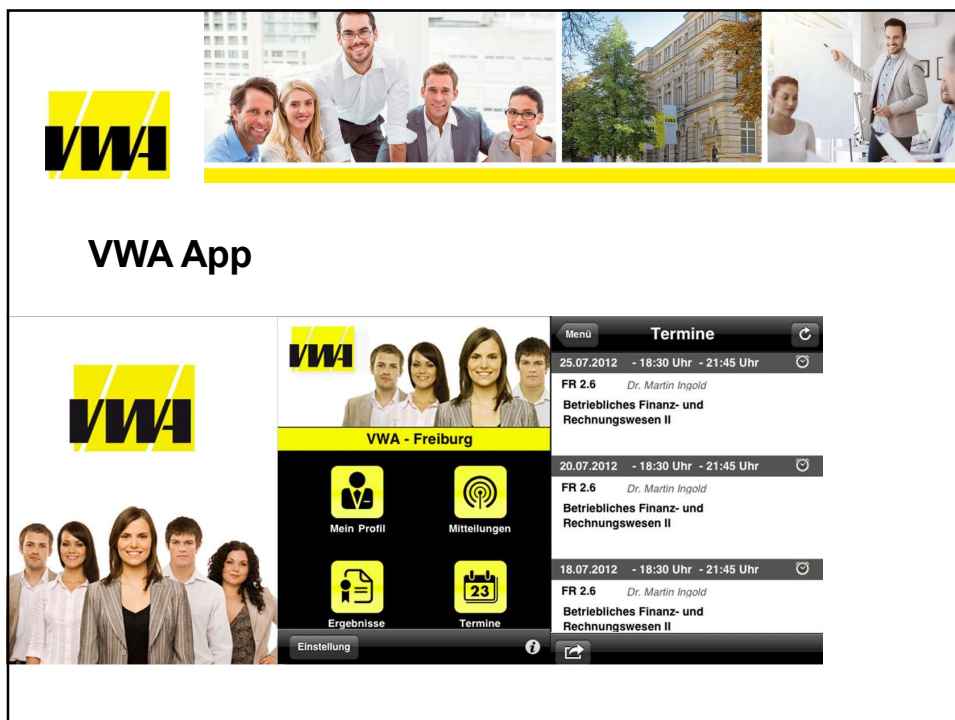 VWA
VWA App
VWA
VWA
VWA - Freiburg
Mein Profil
Mitteilungen
Ergebnisse
23
Termine
Einstellung
i
Menü
Termine
25.07.2012 - 18:30 Uhr - 21:45 Uhr
FR 2.6 Dr. Martin Ingold
Betriebliches Finanz- und
Rechnungswesen II
20.07.2012 - 18:30 Uhr - 21:45 Uhr
FR 2.6 Dr. Martin Ingold
Betriebliches Finanz- und
Rechnungswesen II
18.07.2012 - 18:30 Uhr - 21:45 Uhr
FR 2.6 Dr. Martin Ingold
Betriebliches Finanz- und
Rechnungswesen II